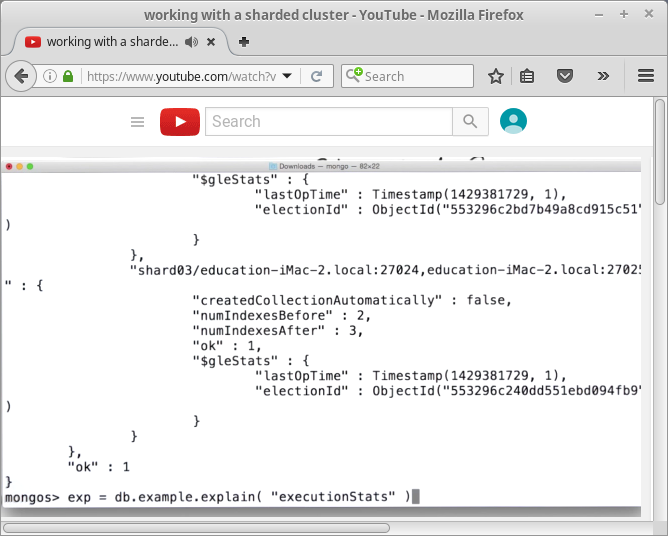 working with a sharded cluster - YouTube - Mozilla Firefox
working with a sharde...
https://www.youtube.com/watch?v
Search
Search
Downloads — mongo — 82×22
"$gleStats" : {
"lastOpTime" : Timestamp(1429381729, 1),
"electionId" : ObjectId("553296c2bd7b49a8cd915c51"
)
}
},
"shard03/education-iMac-2.local:27024,education-iMac-2.local:27025
" : {
"createdCollectionAutomatically" : false,
"numIndexesBefore" : 2,
"numIndexesAfter" : 3,
"ok" : 1,
"$gleStats" : {
"lastOpTime" : Timestamp(1429381729, 1),
"electionId" : ObjectId("553296c240dd551ebd094fb9"
)
}
}
},
"ok" : 1
}
mongos> exp = db.example.explain( "executionStats" )